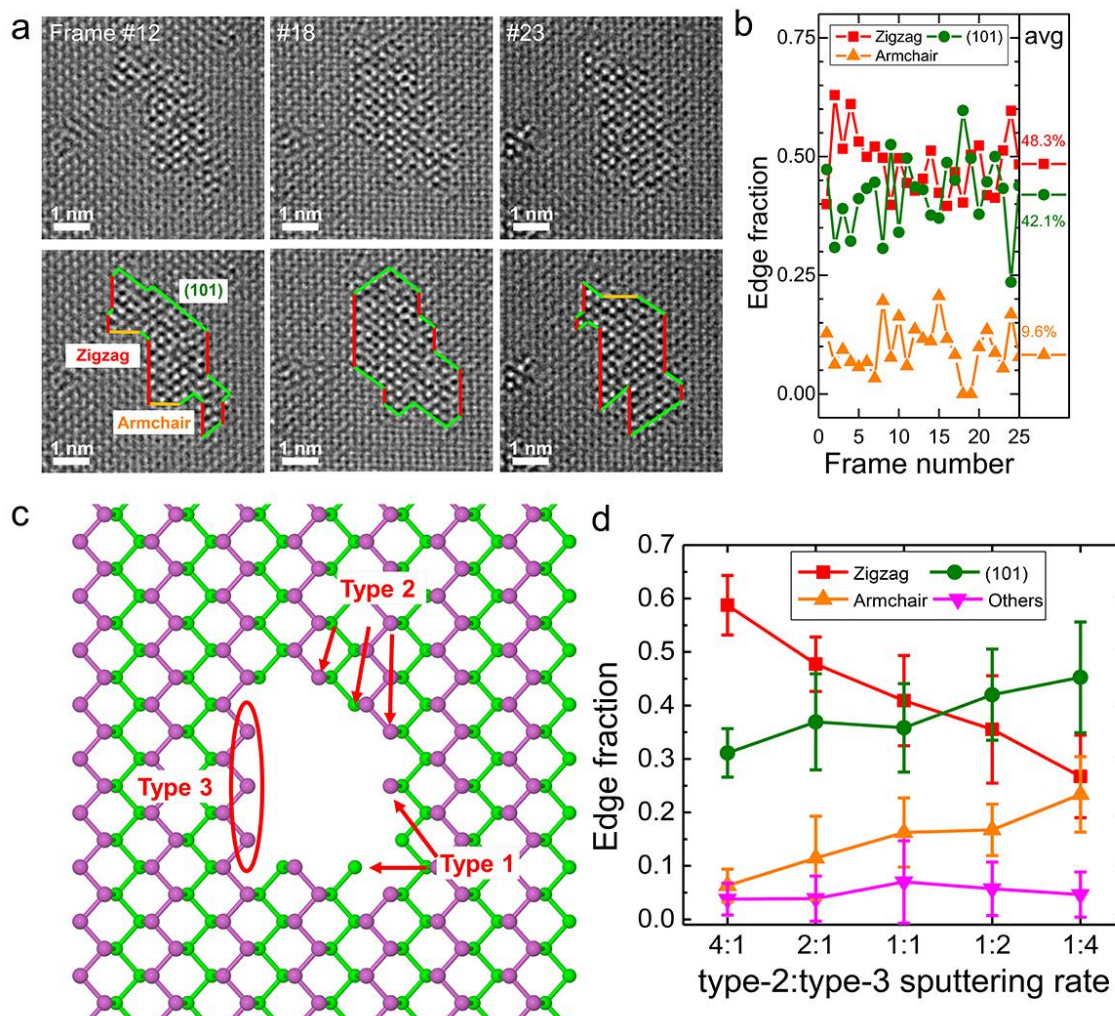 a
Frame #12
#18
#23
1 nm
1 nm
1 nm
(101)
Zigzag
Armchair
1 nm
1 nm
1 nm
b
Zigzag
(101)
Armchair
avg
0.75
0.50
0.25
0.00
48.3%
42.1%
9.6%
0
5
10
15
20
25
Edge fraction
Frame number
c
Type 2
Type 3
Type 1
d
Zigzag
(101)
Armchair
Others
0.7
0.6
0.5
0.4
0.3
0.2
0.1
0.0
Edge fraction
4:1
2:1
1:1
1:2
1:4
type-2:type-3 sputtering rate